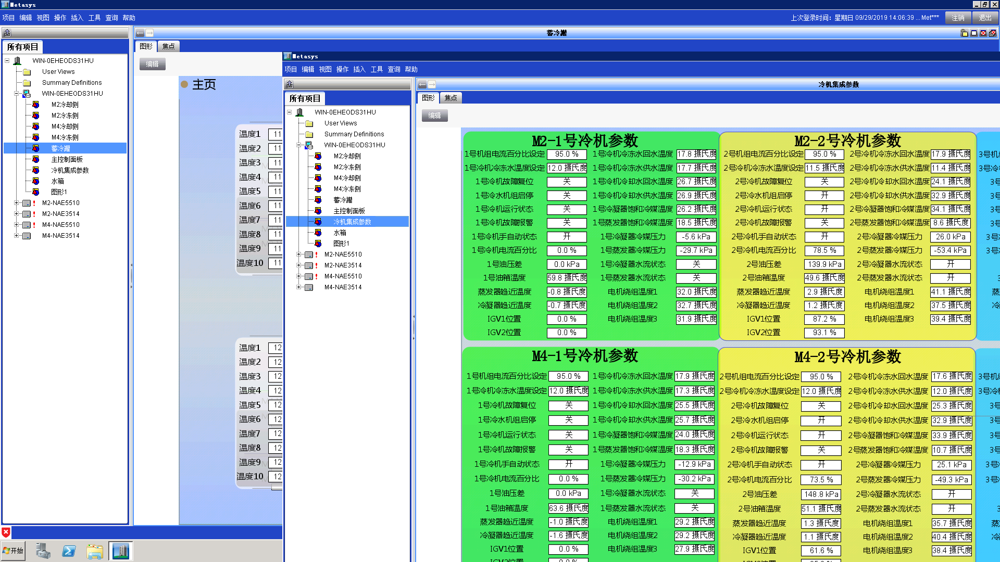 Metasys
项目 编辑 视图 操作 插入 工具 查询 帮助
上次登录时间: 星期日 09/29/2019 14:06:39 ... Met***
注销 退出
所有项目
WIN-0EHEODS31HU
User Views
Summary Definitions
WIN-0EHEODS31HU
M2冷却侧
M2冷冻侧
M4冷却侧
M4冷冻侧
蓄冷罐
主控制面板
冷机集成参数
水箱
图形1
M2-NAE5510
M2-NAE3514
M4-NAE5510
M4-NAE3514
蓄冷罐
图形 焦点
编辑
主页
温度1 11
温度2 11
温度3 11
温度4 11
温度5 11
温度6 11
温度7 11
温度8 11
温度9 11
温度10 11
温度1 12
温度2 12
温度3 12
温度4 12
温度5 12
温度6 12
温度7 12
温度8 12
温度9 12
温度10 12
Metasys
项目 编辑 视图 操作 插入 工具 查询 帮助
所有项目
WIN-0EHEODS31HU
User Views
Summary Definitions
WIN-0EHEODS31HU
M2冷却侧
M2冷冻侧
M4冷却侧
M4冷冻侧
蓄冷罐
主控制面板
冷机集成参数
水箱
图形1
M2-NAE5510
M2-NAE3514
M4-NAE5510
M4-NAE3514
冷机集成参数
图形 焦点
编辑
M2-1号冷机参数
1号机组电流百分比设定 95.0 % 1号冷机冷冻水回水温度 17.8 摄氏度
1号冷机冷冻水温度设定 12.0 摄氏度 1号冷机冷冻水供水温度 17.7 摄氏度
1号冷机故障复位 关 1号冷机冷却水回水温度 26.7 摄氏度
1号冷水机组启停 关 1号冷机冷却水供水温度 26.9 摄氏度
1号冷机运行状态 关 1号冷凝器饱和冷媒温度 26.2 摄氏度
1号冷机故障报警 关 1号蒸发器饱和冷媒温度 18.5 摄氏度
1号冷机手自动状态 开 1号冷凝器冷媒压力 -5.6 kPa
1号冷机电流百分比 0.0 % 1号蒸发器冷媒压力 -29.7 kPa
1号油压差 0.0 kPa 1号冷凝器水流状态 关
1号油箱温度 59.8 摄氏度 1号蒸发器水流状态 关
蒸发器趋近温度 -0.8 摄氏度 电机绕组温度1 32.0 摄氏度
冷凝器趋近温度 -0.7 摄氏度 电机绕组温度2 32.7 摄氏度
IGV1位置 0.0 % 电机绕组温度3 31.9 摄氏度
IGV2位置 0.0 %
M2-2号冷机参数
2号机组电流百分比设定 95.0 % 2号冷机冷冻水回水温度 17.9 摄氏度
2号冷机冷冻水温度设定 11.5 摄氏度 2号冷机冷冻水供水温度 11.4 摄氏度
2号冷机故障复位 关 2号冷机冷却水回水温度 24.1 摄氏度
2号冷水机组启停 开 2号冷机冷却水供水温度 32.9 摄氏度
2号冷机运行状态 开 2号冷凝器饱和冷媒温度 34.1 摄氏度
2号冷机故障报警 关 2号蒸发器饱和冷媒温度 8.6 摄氏度
2号冷机手自动状态 开 2号冷凝器冷媒压力 26.0 kPa
2号冷机电流百分比 78.5 % 2号蒸发器冷媒压力 -53.4 kPa
2号油压差 139.9 kPa 2号冷凝器水流状态 开
2号油箱温度 49.6 摄氏度 2号蒸发器水流状态 开
蒸发器趋近温度 2.9 摄氏度 电机绕组温度1 41.1 摄氏度
冷凝器趋近温度 1.2 摄氏度 电机绕组温度2 37.5 摄氏度
IGV1位置 87.2 % 电机绕组温度3 39.4 摄氏度
IGV2位置 93.1 %
3号机
3号冷
3号
3号
3号
3号
3号冷
3号冷
蒸
冷
M4-1号冷机参数
1号机组电流百分比设定 95.0 % 1号冷机冷冻水回水温度 17.9 摄氏度
1号冷机冷冻水温度设定 12.0 摄氏度 1号冷机冷冻水供水温度 17.3 摄氏度
1号冷机故障复位 关 1号冷机冷却水回水温度 25.5 摄氏度
1号冷水机组启停 关 1号冷机冷却水供水温度 25.7 摄氏度
1号冷机运行状态 关 1号冷凝器饱和冷媒温度 24.0 摄氏度
1号冷机故障报警 关 1号蒸发器饱和冷媒温度 18.3 摄氏度
1号冷机手自动状态 开 1号冷凝器冷媒压力 -12.9 kPa
1号冷机电流百分比 0.0 % 1号蒸发器冷媒压力 -30.2 kPa
1号油压差 0.0 kPa 1号冷凝器水流状态 关
1号油箱温度 63.6 摄氏度 1号蒸发器水流状态 关
蒸发器趋近温度 -1.0 摄氏度 电机绕组温度1 29.2 摄氏度
冷凝器趋近温度 -1.6 摄氏度 电机绕组温度2 29.2 摄氏度
IGV1位置 0.0 % 电机绕组温度3 27.9 摄氏度
M4-2号冷机参数
2号机组电流百分比设定 95.0 % 2号冷机冷冻水回水温度 17.6 摄氏度
2号冷机冷冻水温度设定 12.0 摄氏度 2号冷机冷冻水供水温度 12.0 摄氏度
2号冷机故障复位 关 2号冷机冷却水回水温度 25.3 摄氏度
2号冷水机组启停 开 2号冷机冷却水供水温度 32.9 摄氏度
2号冷机运行状态 开 2号冷凝器饱和冷媒温度 33.9 摄氏度
2号冷机故障报警 关 2号蒸发器饱和冷媒温度 10.7 摄氏度
2号冷机手自动状态 开 2号冷凝器冷媒压力 25.1 kPa
2号冷机电流百分比 73.5 % 2号蒸发器冷媒压力 -49.3 kPa
2号油压差 148.8 kPa 2号冷凝器水流状态 开
2号油箱温度 51.1 摄氏度 2号蒸发器水流状态 开
蒸发器趋近温度 1.3 摄氏度 电机绕组温度1 35.7 摄氏度
冷凝器趋近温度 1.1 摄氏度 电机绕组温度2 40.4 摄氏度
IGV1位置 61.6 % 电机绕组温度3 38.4 摄氏度
3号机
3号冷
3号
3号
3号
3号
3号冷
3号冷
蒸
冷
开始